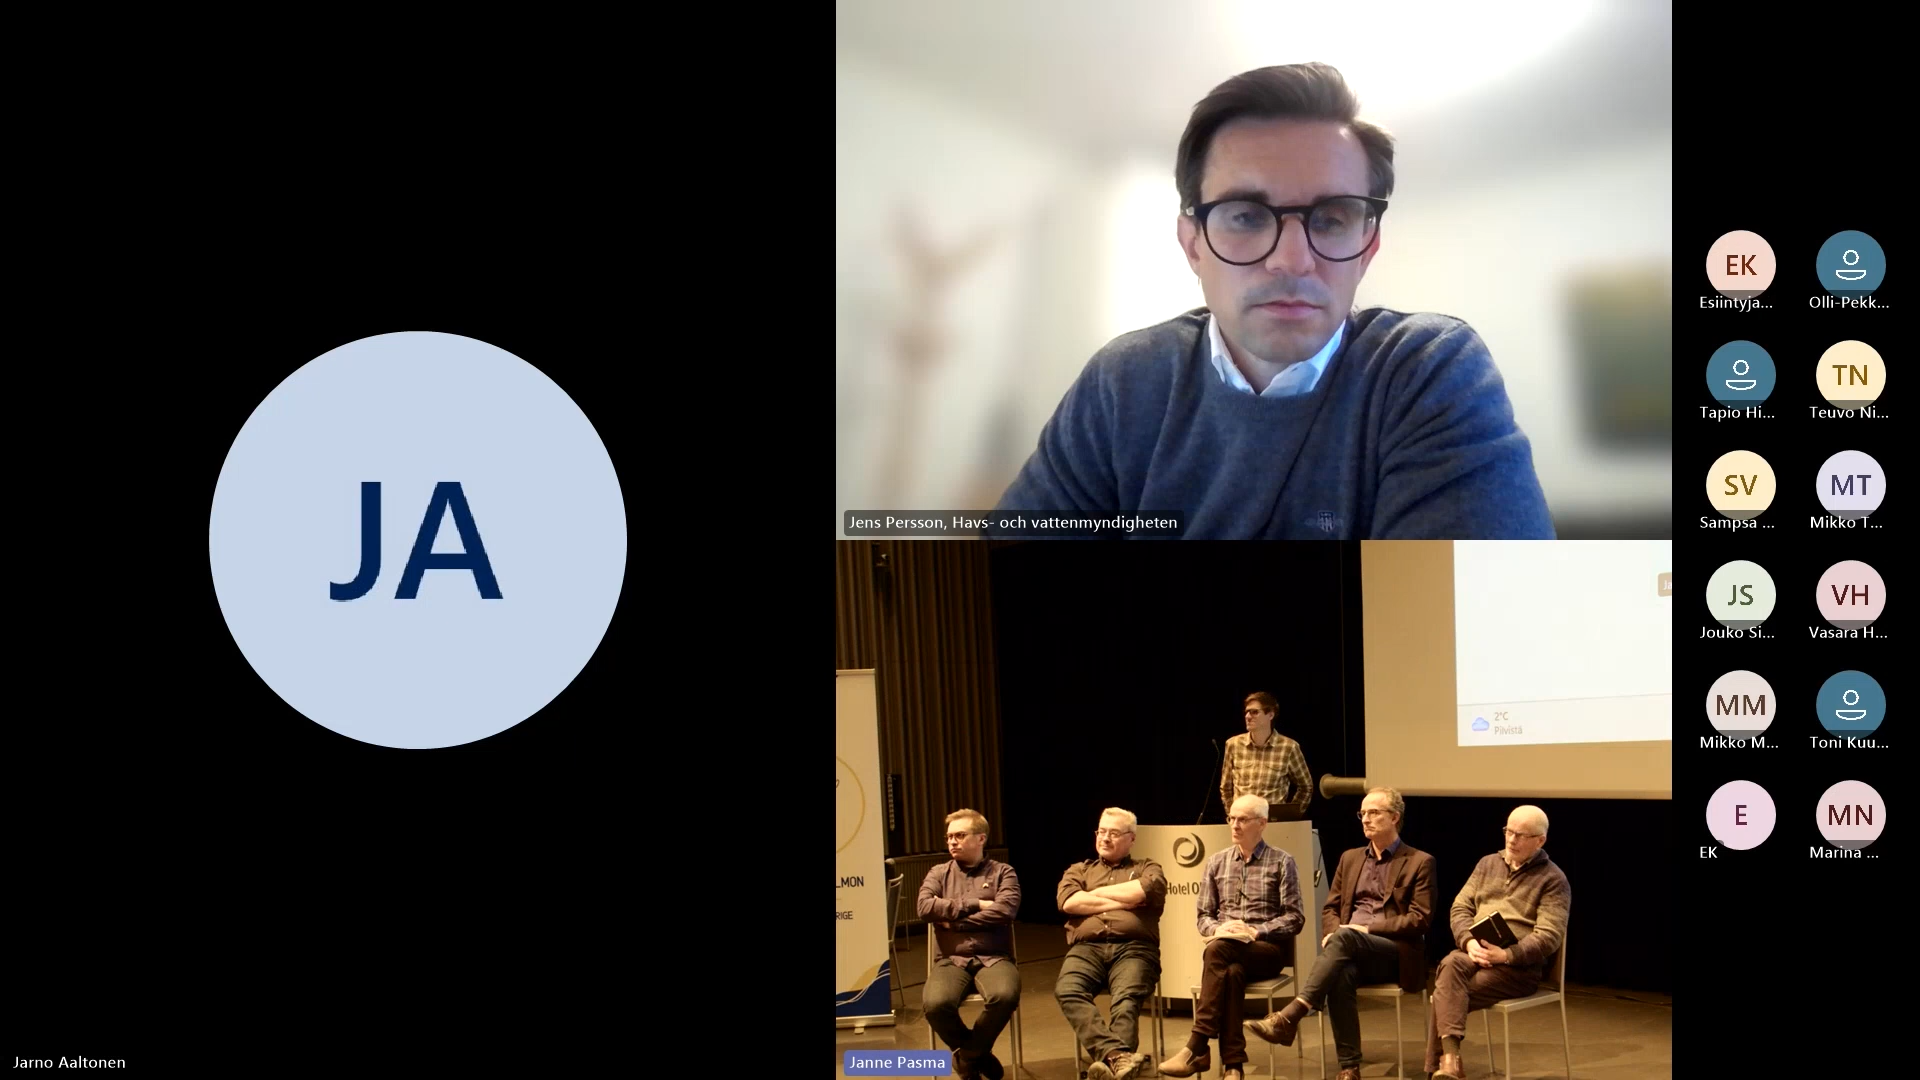 JA
Jarno Aaltonen
Jens Persson, Havs- och vattenmyndigheten
2°C
Pilvistä
LMON
RIGE
Hotel O
Janne Pasma
EK
Esiintyja...
Olli-Pekk...
Tapio Hi...
TN
Teuvo Ni...
SV
Sampsa ...
MT
Mikko T...
JS
Jouko Si...
VH
Vasara H...
MM
Mikko M...
Toni Kuu...
E
EK
MN
Marina ...